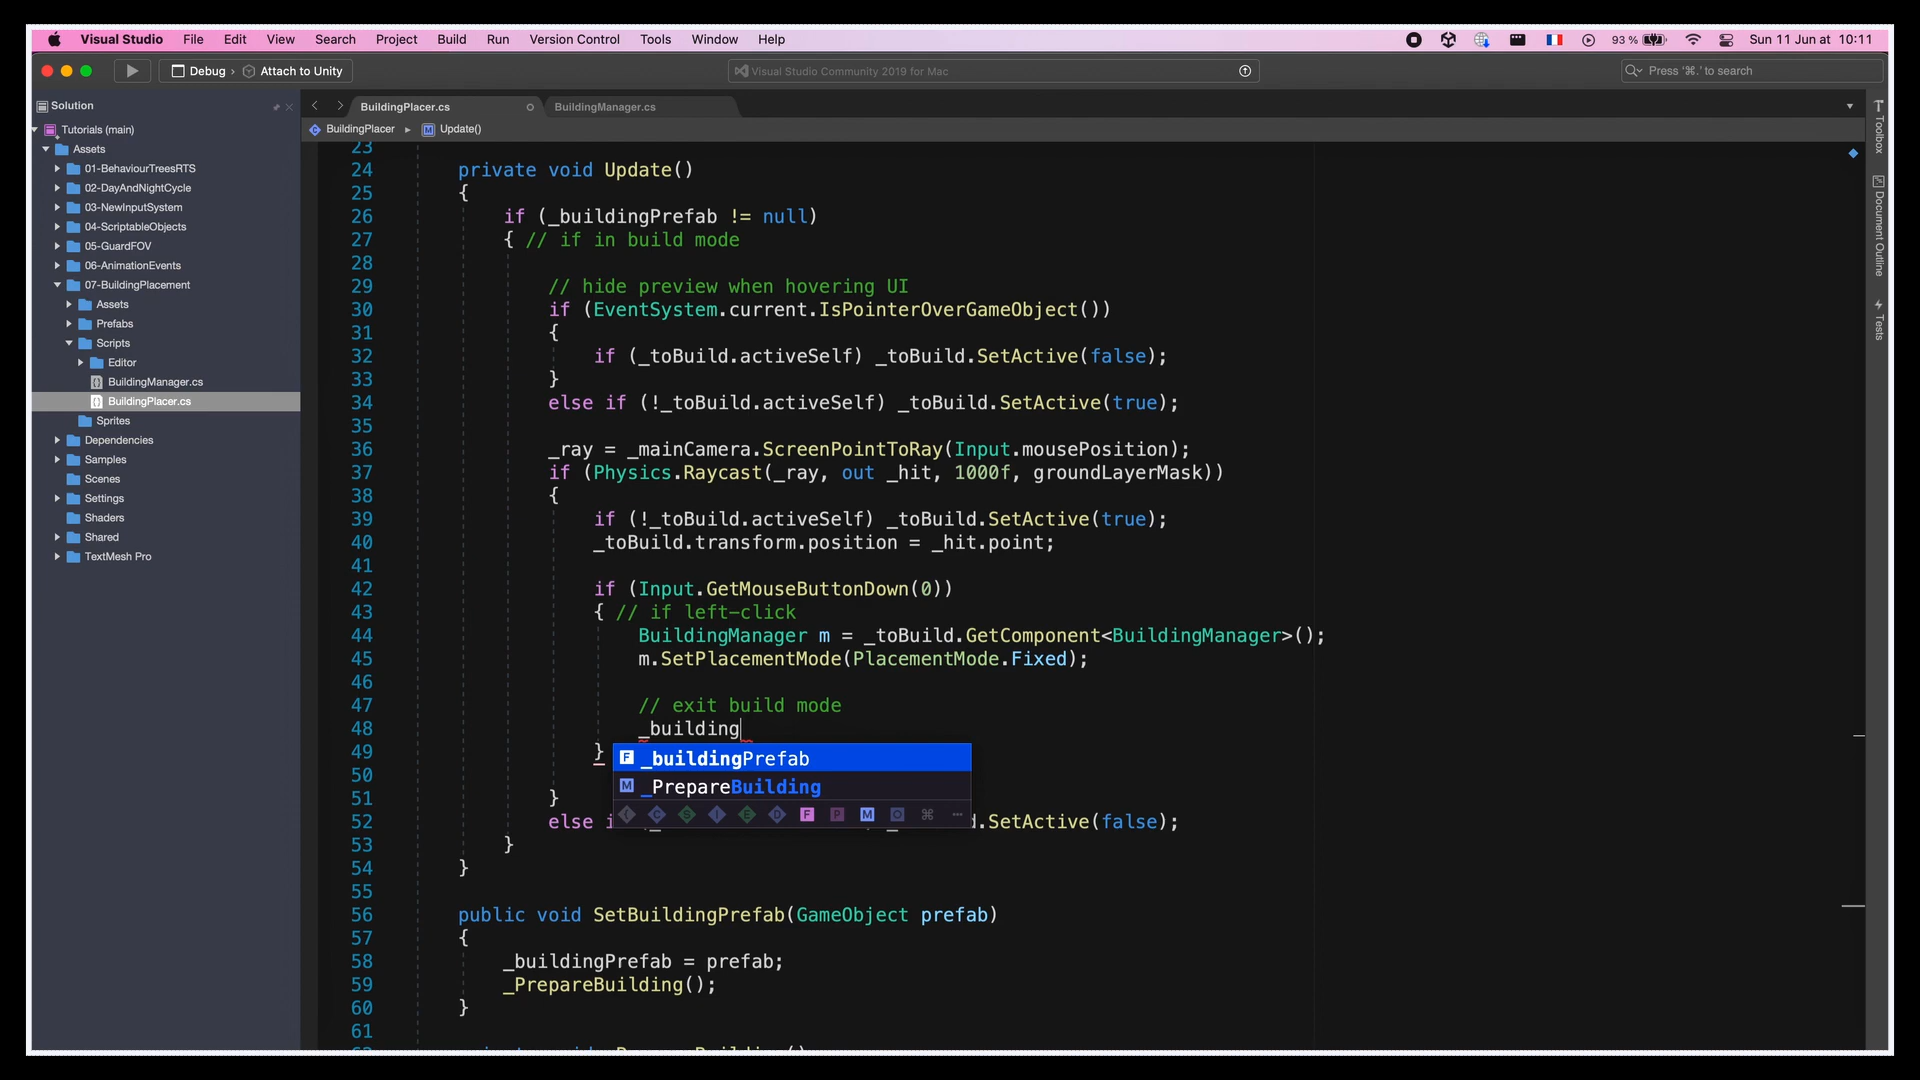 Visual Studio File Edit View Search Project Build Run Version Control Tools Window Help 93 % Sun 11 Jun at 10:11
Debug › Attach to Unity Visual Studio Community 2019 for Mac Press '⌘.' to search
Solution
Tutorials (main)
Assets
01-BehaviourTreesRTS
02-DayAndNightCycle
03-NewInputSystem
04-ScriptableObjects
05-GuardFOV
06-AnimationEvents
07-BuildingPlacement
Assets
Prefabs
Scripts
Editor
BuildingManager.cs
BuildingPlacer.cs
Sprites
Dependencies
Samples
Scenes
Settings
Shaders
Shared
TextMesh Pro
BuildingPlacer.cs BuildingManager.cs
BuildingPlacer ▸ Update()
23
24 private void Update()
25 {
26 if (_buildingPrefab != null)
27 { // if in build mode
28
29 // hide preview when hovering UI
30 if (EventSystem.current.IsPointerOverGameObject())
31 {
32 if (_toBuild.activeSelf) _toBuild.SetActive(false);
33 }
34 else if (!_toBuild.activeSelf) _toBuild.SetActive(true);
35
36 _ray = _mainCamera.ScreenPointToRay(Input.mousePosition);
37 if (Physics.Raycast(_ray, out _hit, 1000f, groundLayerMask))
38 {
39 if (!_toBuild.activeSelf) _toBuild.SetActive(true);
40 _toBuild.transform.position = _hit.point;
41
42 if (Input.GetMouseButtonDown(0))
43 { // if left-click
44 BuildingManager m = _toBuild.GetComponent<BuildingManager>();
45 m.SetPlacementMode(PlacementMode.Fixed);
46
47 // exit build mode
48 _building
49 }
_buildingPrefab
_PrepareBuilding
50
51 }
52 else .SetActive(false);
53 }
54 }
55
56 public void SetBuildingPrefab(GameObject prefab)
57 {
58 _buildingPrefab = prefab;
59 _PrepareBuilding();
60 }
61
Toolbox
Document Outline
Tests